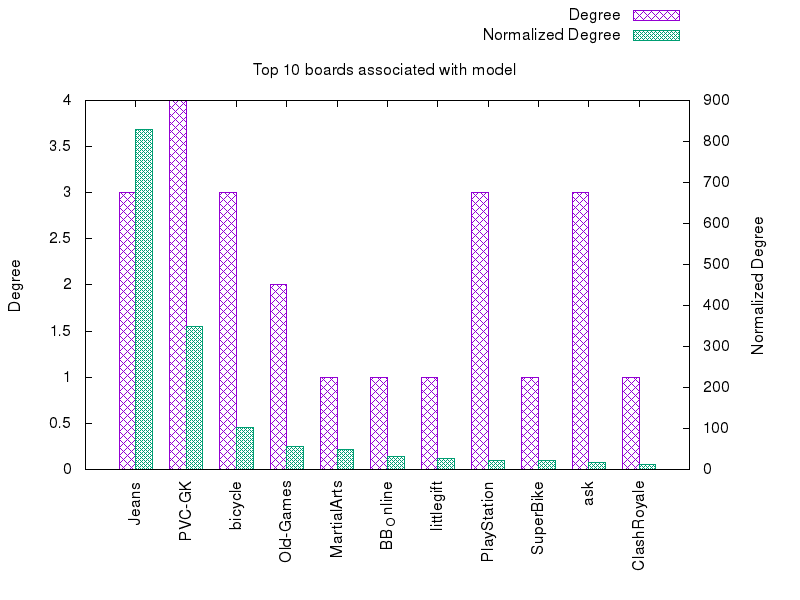 Degree
Normalized Degree
Top 10 boards associated with model
4
3.5
3
2.5
2
1.5
1
0.5
0
900
800
700
600
500
400
300
200
100
0
Degree
Normalized Degree
Jeans
PVC-GK
bicycle
Old-Games
MartialArts
BBOnline
littlegift
PlayStation
SuperBike
ask
ClashRoyale